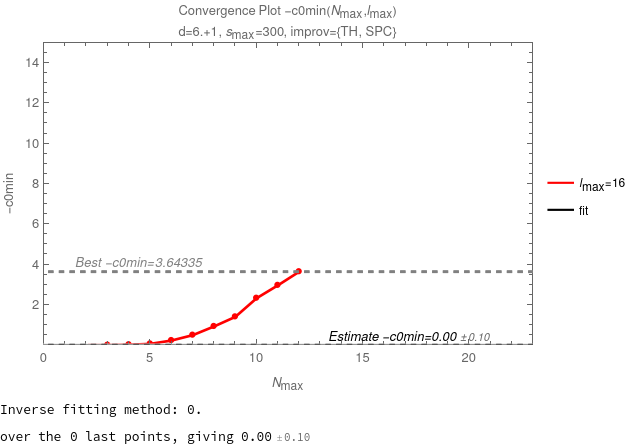 Convergence Plot −c0min(Nmax,lmax)
d=6.+1, smax=300, improv={TH, SPC}
14
12
10
8
6
4
2
−c0min
Best −c0min=3.64335
Estimate −c0min=0.00 ±0.10
0
5
10
15
20
Nmax
lmax=16
fit
Inverse fitting method: 0.
over the 0 last points, giving 0.00 ±0.10